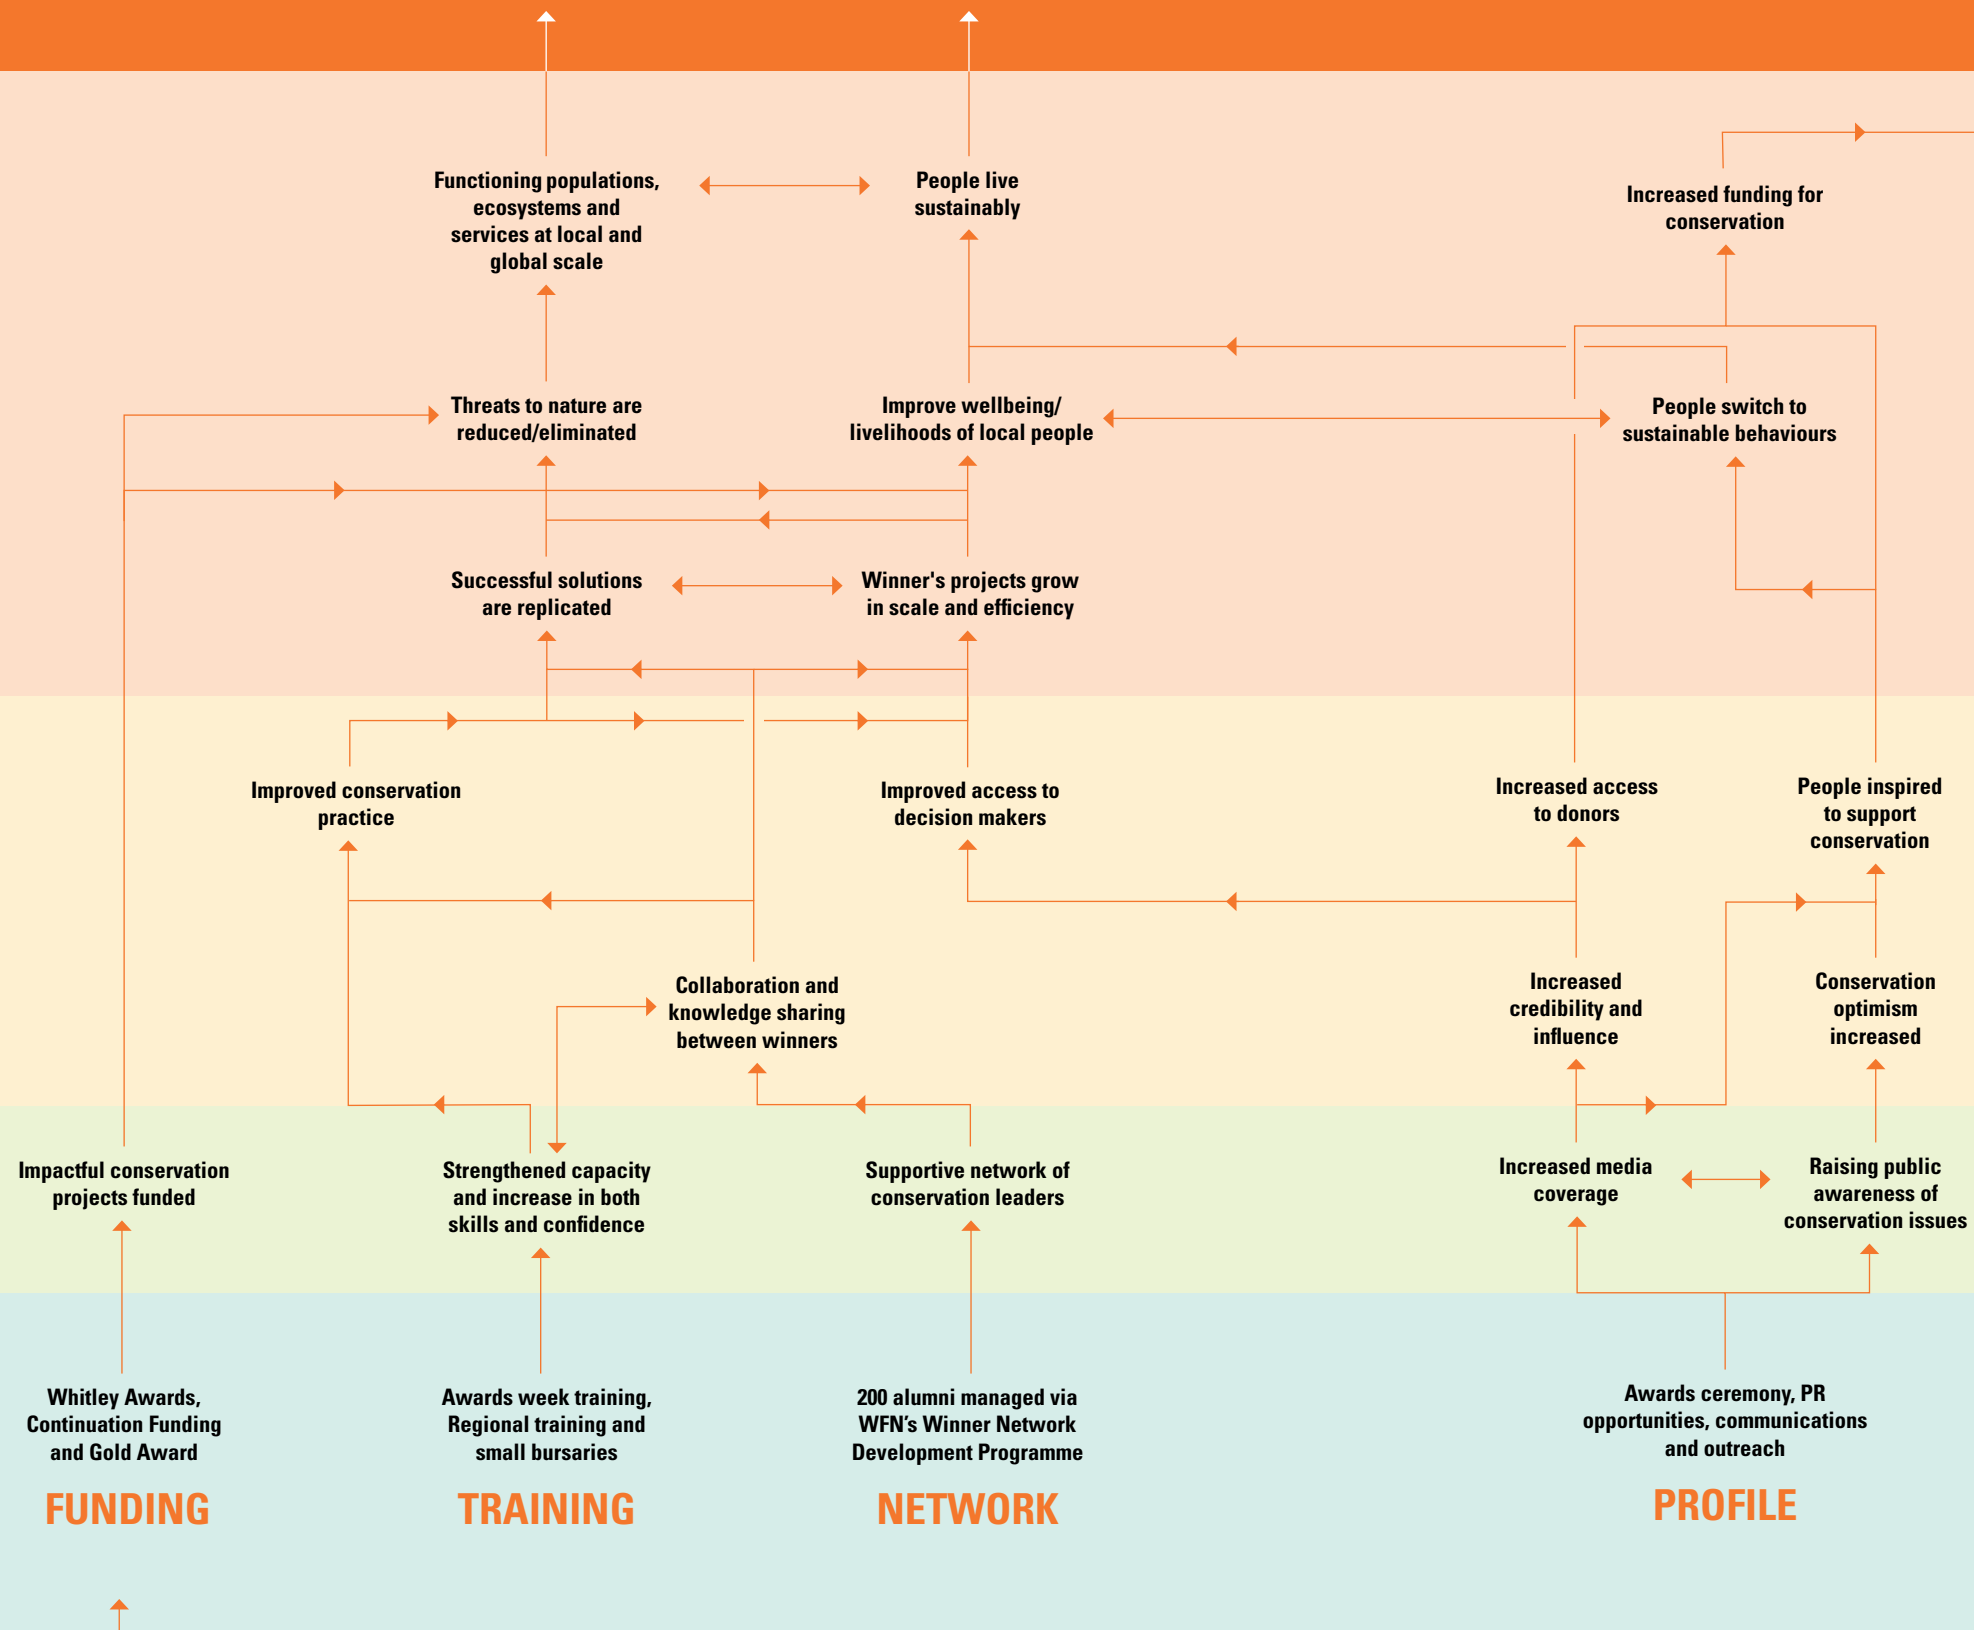 Functioning populations,
ecosystems and
services at local and
global scale
People live
sustainably
Increased funding for
conservation
Threats to nature are
reduced/eliminated
Improve wellbeing/
livelihoods of local people
People switch to
sustainable behaviours
Successful solutions
are replicated
Winner's projects grow
in scale and efficiency
Improved conservation
practice
Improved access to
decision makers
Increased access
to donors
People inspired
to support
conservation
Collaboration and
knowledge sharing
between winners
Increased
credibility and
influence
Conservation
optimism
increased
Impactful conservation
projects funded
Strengthened capacity
and increase in both
skills and confidence
Supportive network of
conservation leaders
Increased media
coverage
Raising public
awareness of
conservation issues
Whitley Awards,
Continuation Funding
and Gold Award
FUNDING
Awards week training,
Regional training and
small bursaries
TRAINING
200 alumni managed via
WFN's Winner Network
Development Programme
NETWORK
Awards ceremony, PR
opportunities, communications
and outreach
PROFILE